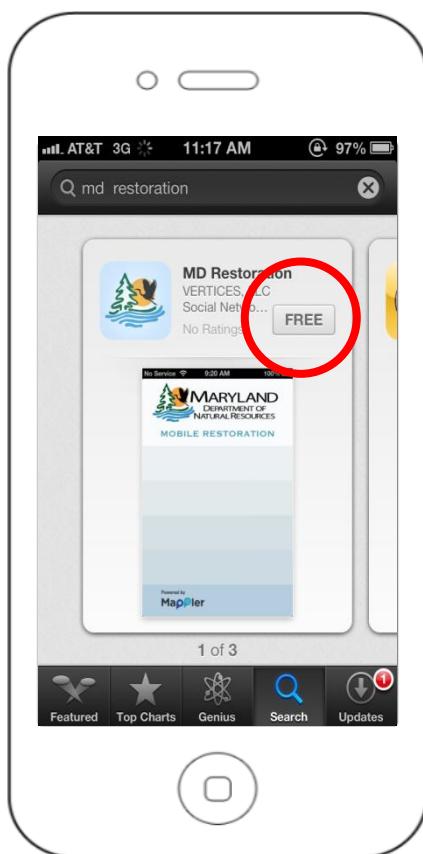 AT&T 3G 11:17 AM 97%
md restoration
MD Restoration
VERTICES, LLC
Social Netwo...
No Ratings
FREE
No Service 9:20 AM 100%
MARYLAND
DEPARTMENT OF
NATURAL RESOURCES
MOBILE RESTORATION
Powered by
Mappler
1 of 3
1
Featured Top Charts Genius Search Updates